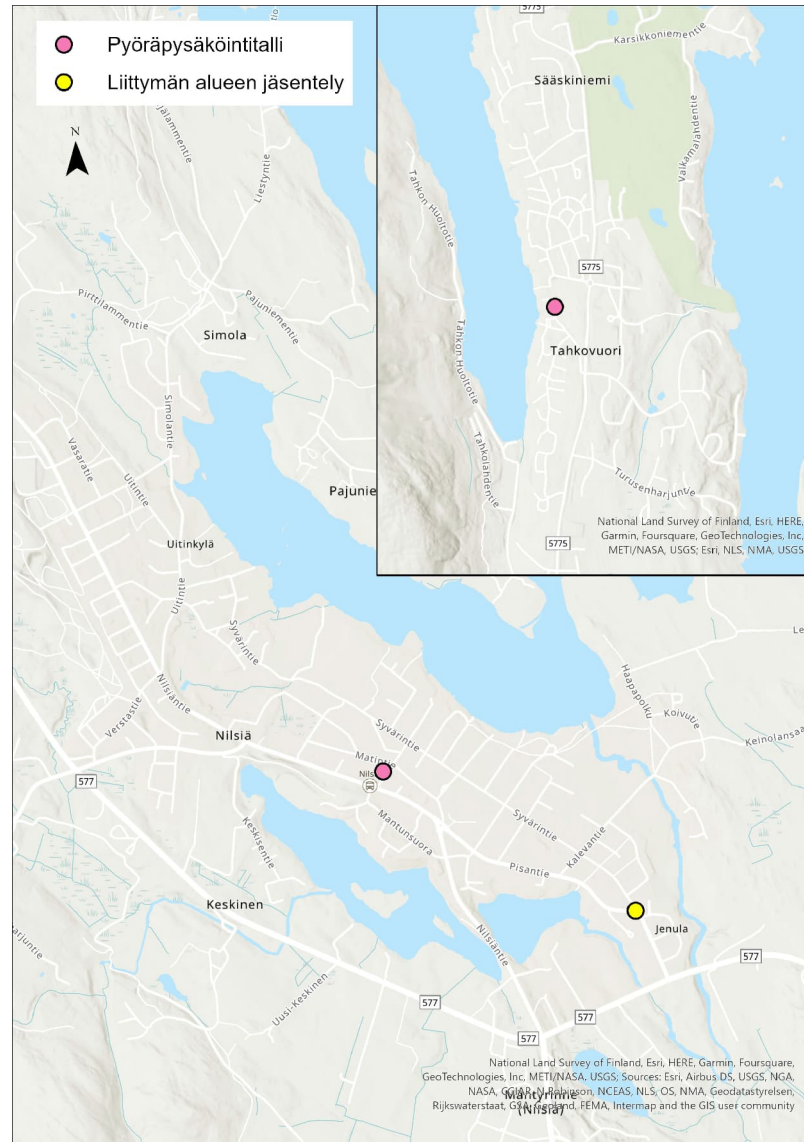 Pyöräpysäköintitalli
Liittymän alueen jäsentely
N
Liestyntie
Pirttilammentie
Pajuniementie
Simola
Simolantie
Vasaratie
Uitintie
Pajunie
Uitinkylä
Uitintie
Syvärintie
Verstastie
Nilsiäntie
Nilsiä
Syvärintie
Matintie
577
Mantunsuora
Keskisentie
Syvärintie
Kalevantie
Pisantie
Haapapolku
Koivutie
Keinolansaa
Le
Keskinen
Jenula
Nilsiäntie
Uusi-Keskinen
577
577
577
577
5775
Karsikkoniementie
Sääskiniemi
Valkamalahdentie
Tahkon Huoltotie
5775
Tahkovuori
Tahkon Huoltotie
Tahkolahdentie
Turusenharjuntie
5775
National Land Survey of Finland, Esri, HERE,
Garmin, Foursquare, GeoTechnologies, Inc,
METI/NASA, USGS; Esri, NLS, NMA, USGS
National Land Survey of Finland, Esri, HERE, Garmin, Foursquare,
GeoTechnologies, Inc, METI/NASA, USGS; Sources: Esri, Airbus DS, USGS, NGA,
NASA, CGIAR, N Robinson, NCEAS, NLS, OS, NMA, Geodatastyrelsen,
Rijkswaterstaat, GSA, Geoland, FEMA, Intermap and the GIS user community
Mäntyrinne
(Nilsiä)